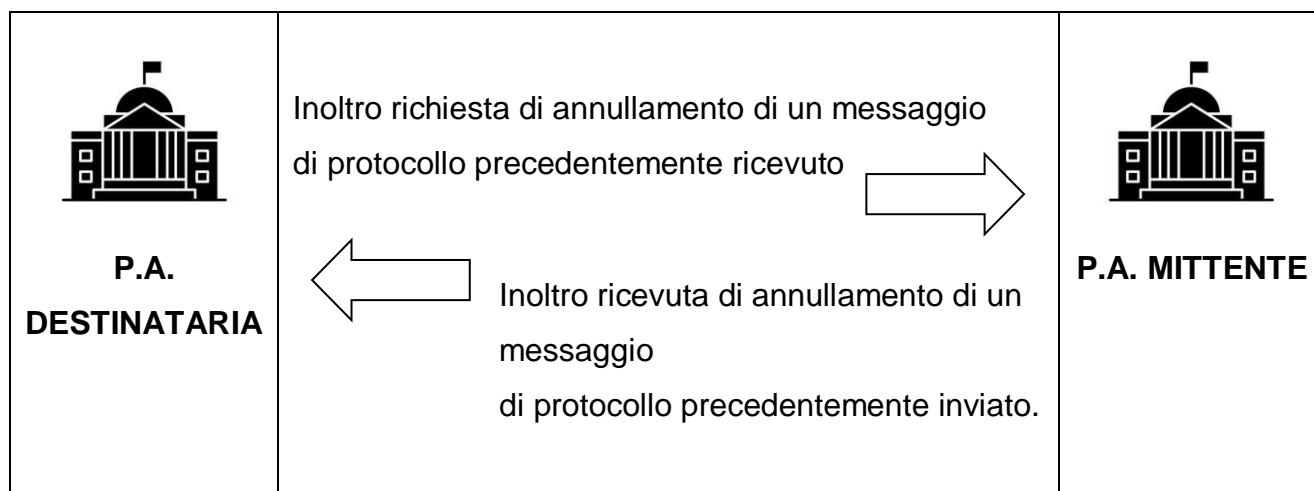 P.A.
DESTINATARIA
Inoltro richiesta di annullamento di un messaggio
di protocollo precedentemente ricevuto
Inoltro ricevuta di annullamento di un
messaggio
di protocollo precedentemente inviato.
P.A. MITTENTE